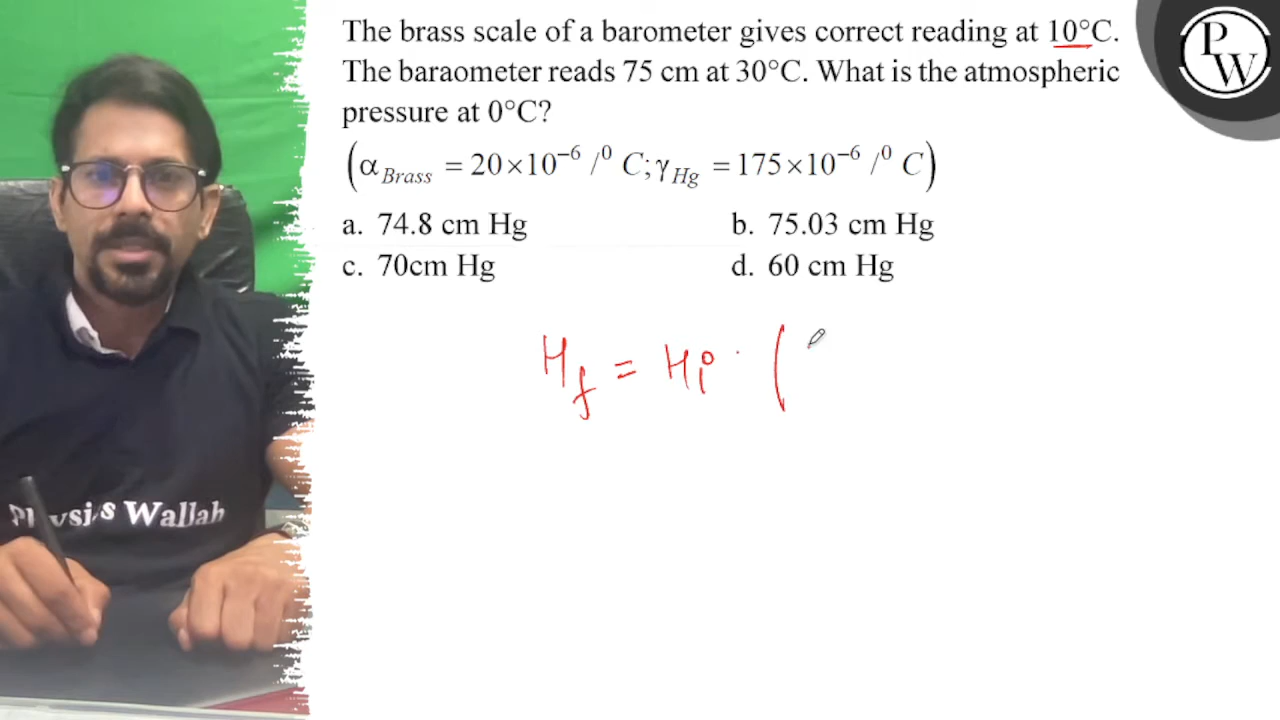 The brass scale of a barometer gives correct reading at 10°C.
The baraometer reads 75 cm at 30°C. What is the atmospheric
pressure at 0°C?
(α_Brass = 20×10⁻⁶ /⁰ C; γ_Hg = 175×10⁻⁶ /⁰ C)
a. 74.8 cm Hg b. 75.03 cm Hg
c. 70cm Hg d. 60 cm Hg
H_f = H_i · (
P
W
Physics Wallah